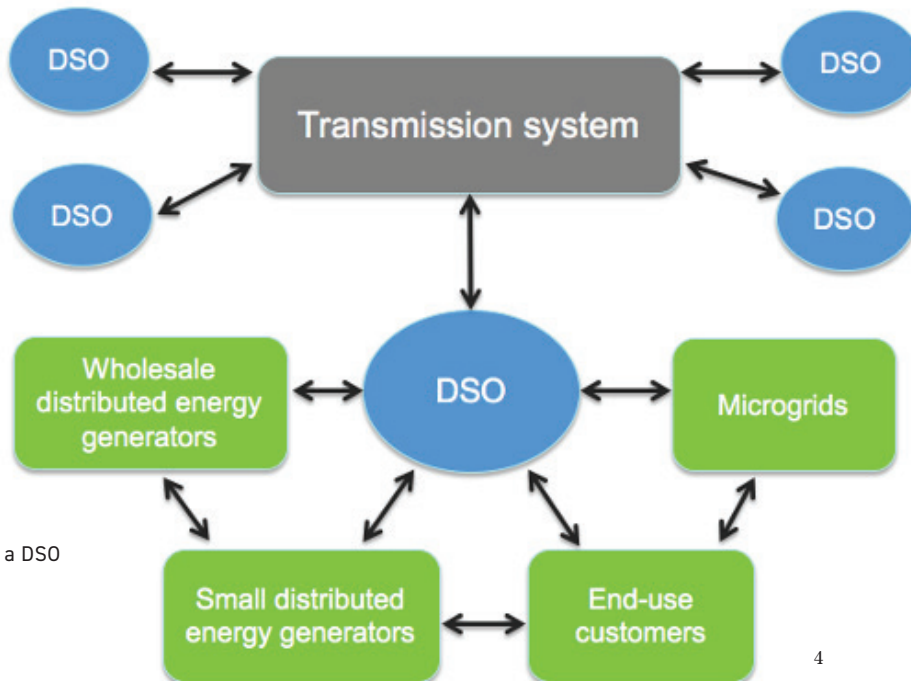 DSO
DSO
Transmission system
DSO
DSO
DSO
Wholesale
distributed energy
generators
Microgrids
a DSO
Small distributed
energy generators
End-use
customers
4